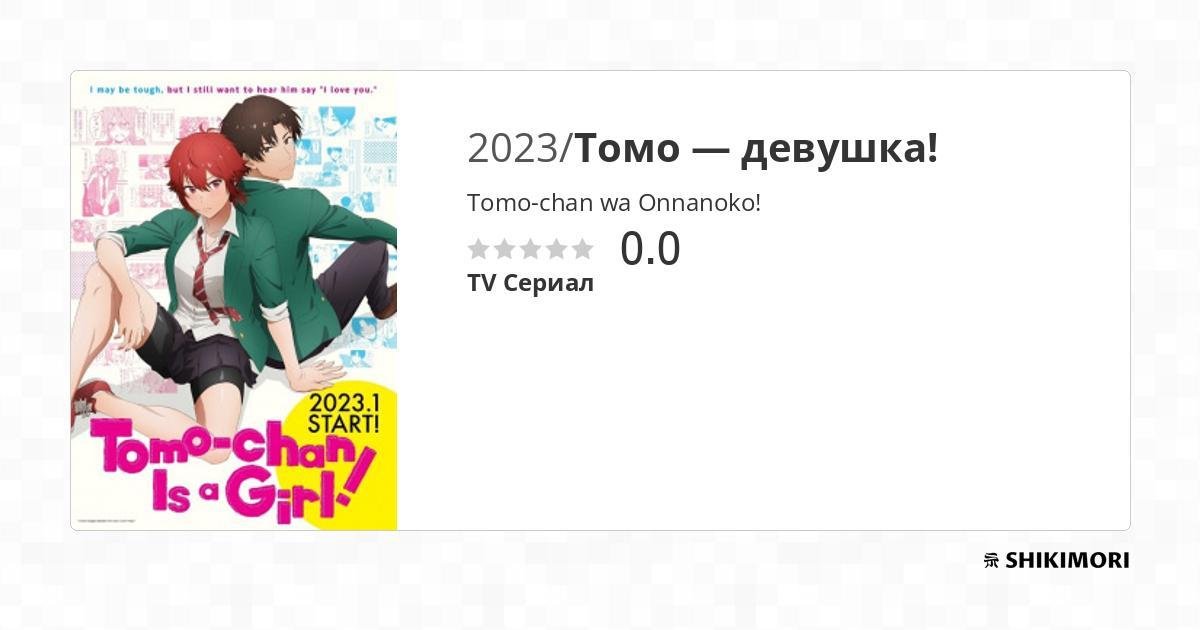 I may be tough, but I still want to hear him say "I love you."
2023/Томо — девушка!
Tomo-chan wa Onnanoko!
0.0
TV Сериал
2023.1
START!
Tomo-chan
Is a Girl!
SHIKIMORI